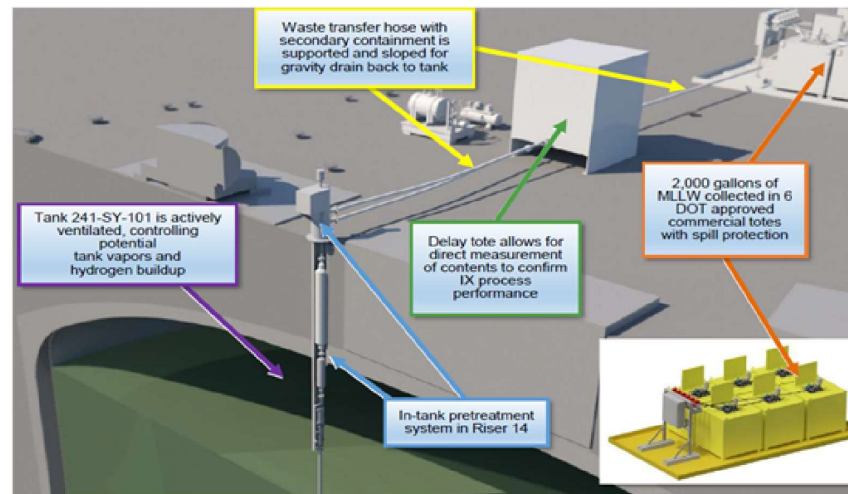 Waste transfer hose with
secondary containment is
supported and sloped for
gravity drain back to tank
Tank 241-SY-101 is actively
ventilated, controlling
potential
tank vapors and
hydrogen buildup
Delay tote allows for
direct measurement
of contents to confirm
IX process
performance
2,000 gallons of
MLLW collected in 6
DOT approved
commercial totes
with spill protection
In-tank pretreatment
system in Riser 14